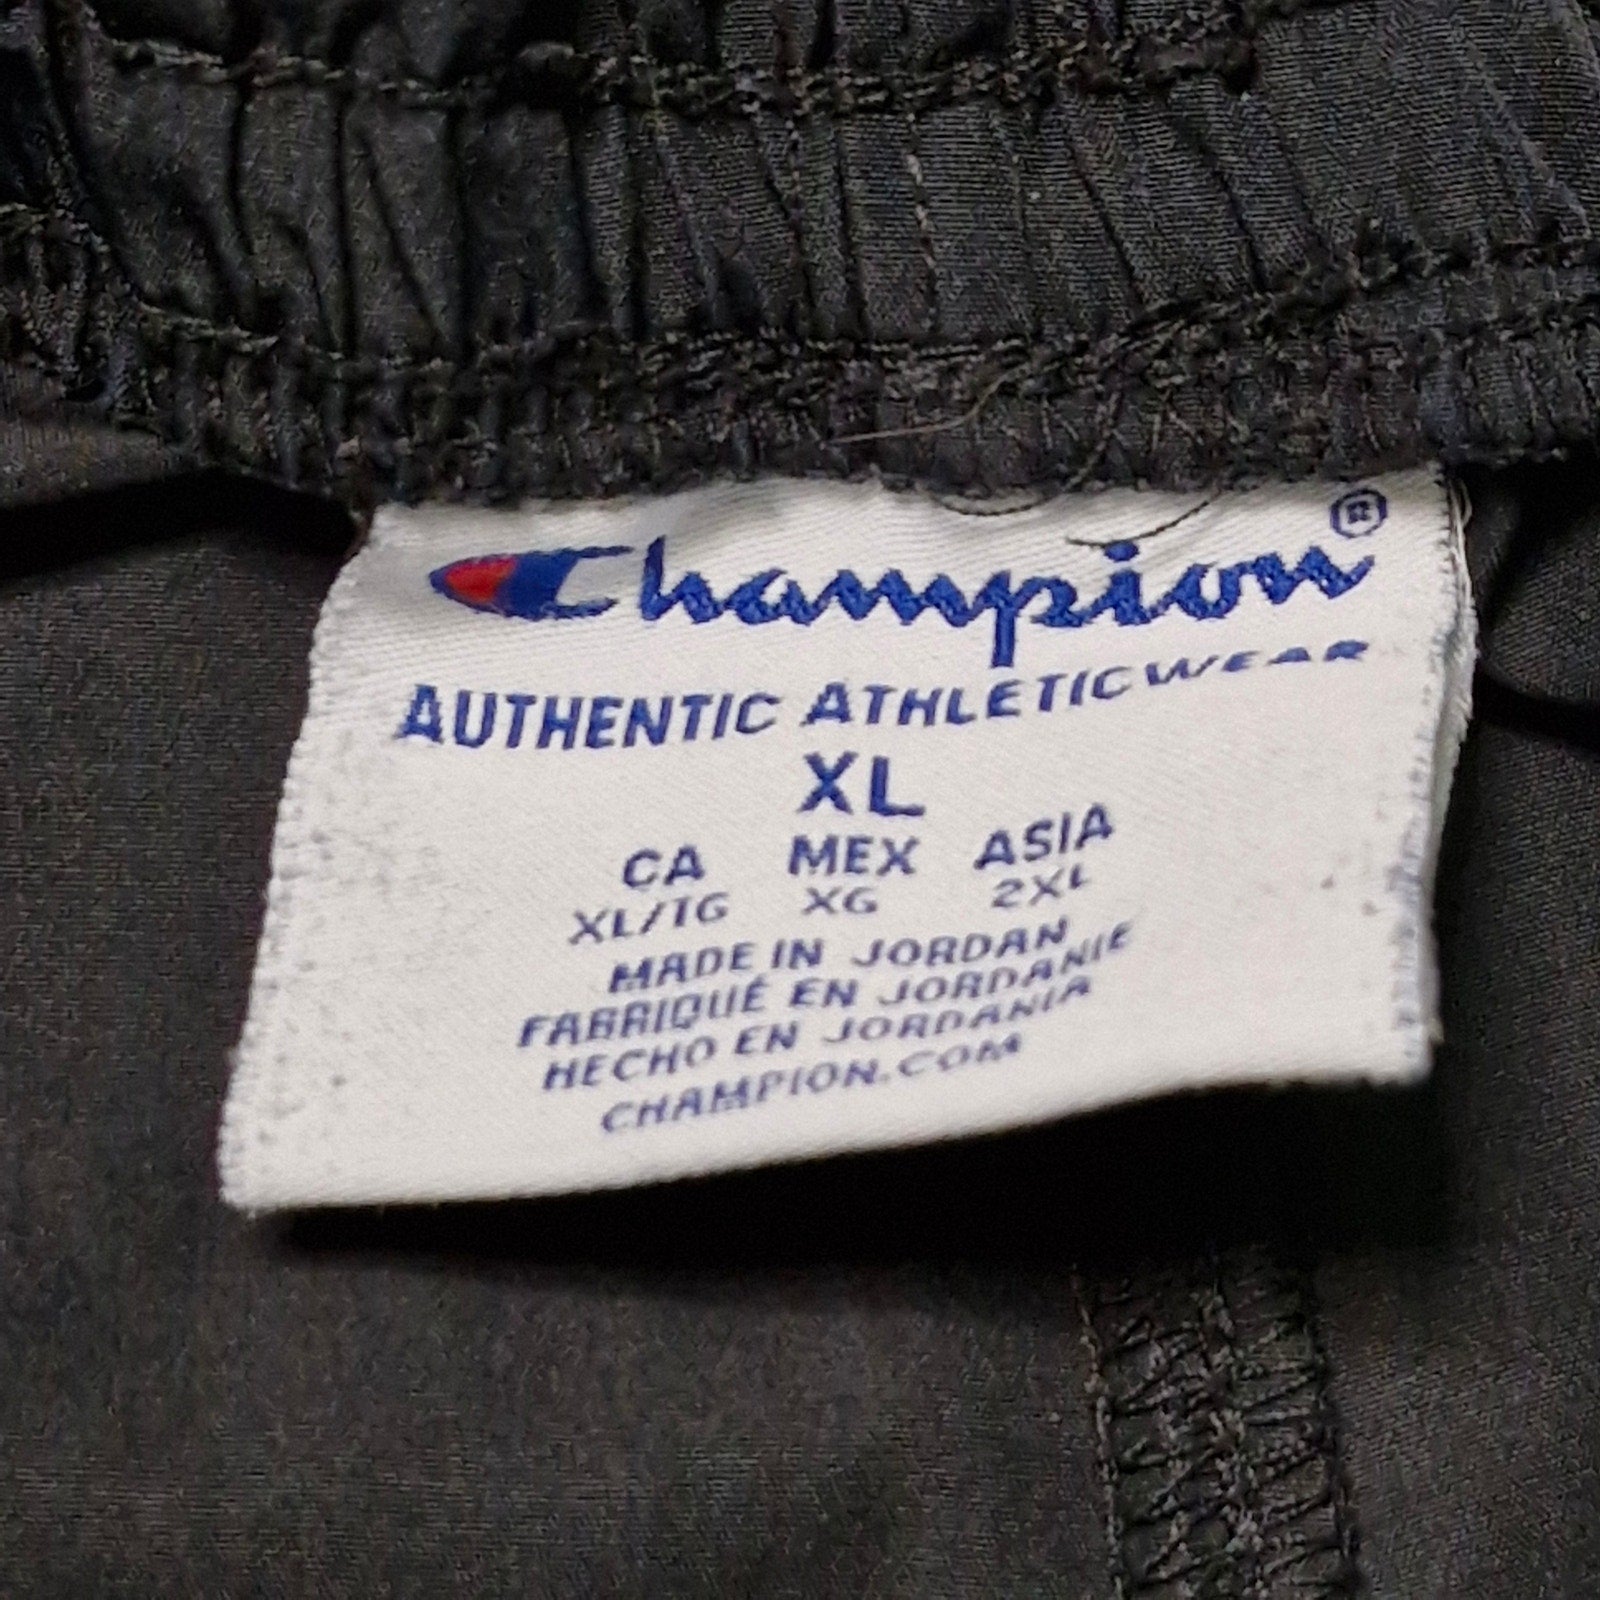 Champion®
AUTHENTIC ATHLETICWEAR
XL
CA MEX ASIA
XL/TG XG 2XL
MADE IN JORDAN
FABRIQUÉ EN JORDANIE
HECHO EN JORDANIA
CHAMPION.COM